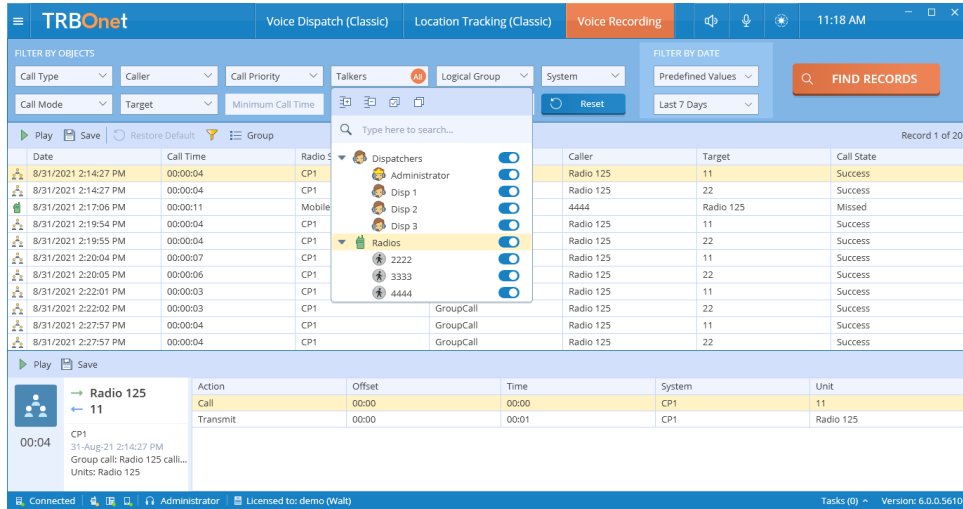 TRBOnet Voice Dispatch (Classic) Location Tracking (Classic) Voice Recording 11:18 AM
FILTER BY OBJECTS FILTER BY DATE
Call Type Caller Call Priority Talkers All Logical Group System Predefined Values FIND RECORDS
Call Mode Target Minimum Call Time Reset Last 7 Days
Type here to search...
Dispatchers
Administrator
Disp 1
Disp 2
Disp 3
Radios
2222
3333
4444
Play Save Restore Default Group Record 1 of 20
Date Call Time Radio S Caller Target Call State
8/31/2021 2:14:27 PM 00:00:04 CP1 Radio 125 11 Success
8/31/2021 2:14:27 PM 00:00:04 CP1 Radio 125 22 Success
8/31/2021 2:17:06 PM 00:00:11 Mobile 4444 Radio 125 Missed
8/31/2021 2:19:54 PM 00:00:04 CP1 Radio 125 11 Success
8/31/2021 2:19:55 PM 00:00:04 CP1 Radio 125 22 Success
8/31/2021 2:20:04 PM 00:00:07 CP1 Radio 125 11 Success
8/31/2021 2:20:05 PM 00:00:06 CP1 Radio 125 22 Success
8/31/2021 2:22:01 PM 00:00:03 CP1 Radio 125 11 Success
8/31/2021 2:22:02 PM 00:00:03 CP1 GroupCall Radio 125 22 Success
8/31/2021 2:27:57 PM 00:00:04 CP1 GroupCall Radio 125 11 Success
8/31/2021 2:27:57 PM 00:00:04 CP1 GroupCall Radio 125 22 Success
Play Save
Radio 125
11
00:04
CP1
31-Aug-21 2:14:27 PM
Group call: Radio 125 calli...
Units: Radio 125
Action Offset Time System Unit
Call 00:00 00:00 CP1 11
Transmit 00:00 00:01 CP1 Radio 125
Connected Administrator Licensed to: demo (Walt) Tasks (0) Version: 6.0.0.5610